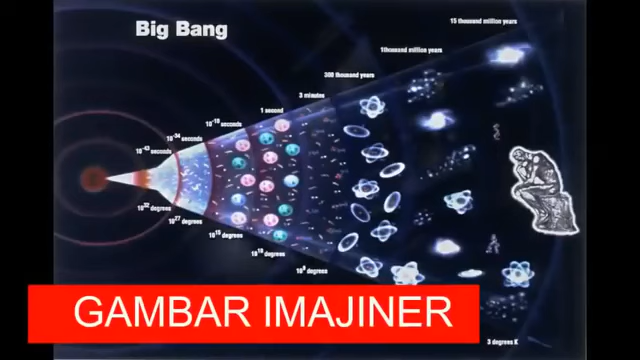 Big Bang
15 thousand million years
1thousand million years
300 thousand years
3 minutes
1 second
10⁻¹⁰ seconds
10⁻³⁴ seconds
10⁻⁴³ seconds
10³² degrees
10²⁷ degrees
10¹⁵ degrees
10¹⁰ degrees
10⁹ degrees
3 degrees K
GAMBAR IMAJINER